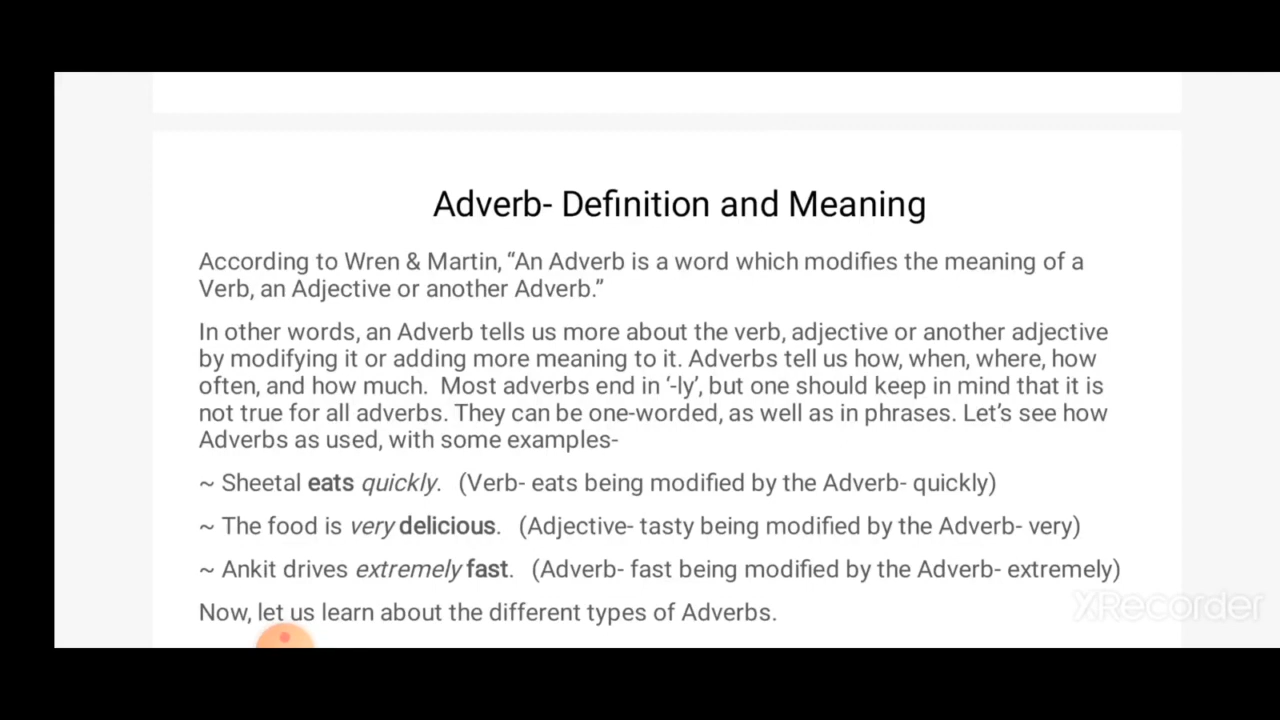 Adverb- Definition and Meaning
According to Wren & Martin, “An Adverb is a word which modifies the meaning of a
Verb, an Adjective or another Adverb.”
In other words, an Adverb tells us more about the verb, adjective or another adjective
by modifying it or adding more meaning to it. Adverbs tell us how, when, where, how
often, and how much.  Most adverbs end in ‘-ly’, but one should keep in mind that it is
not true for all adverbs. They can be one-worded, as well as in phrases. Let’s see how
Adverbs as used, with some examples-
~ Sheetal eats quickly.   (Verb- eats being modified by the Adverb- quickly)
~ The food is very delicious.   (Adjective- tasty being modified by the Adverb- very)
~ Ankit drives extremely fast.   (Adverb- fast being modified by the Adverb- extremely)
XRecorder
Now, let us learn about the different types of Adverbs.